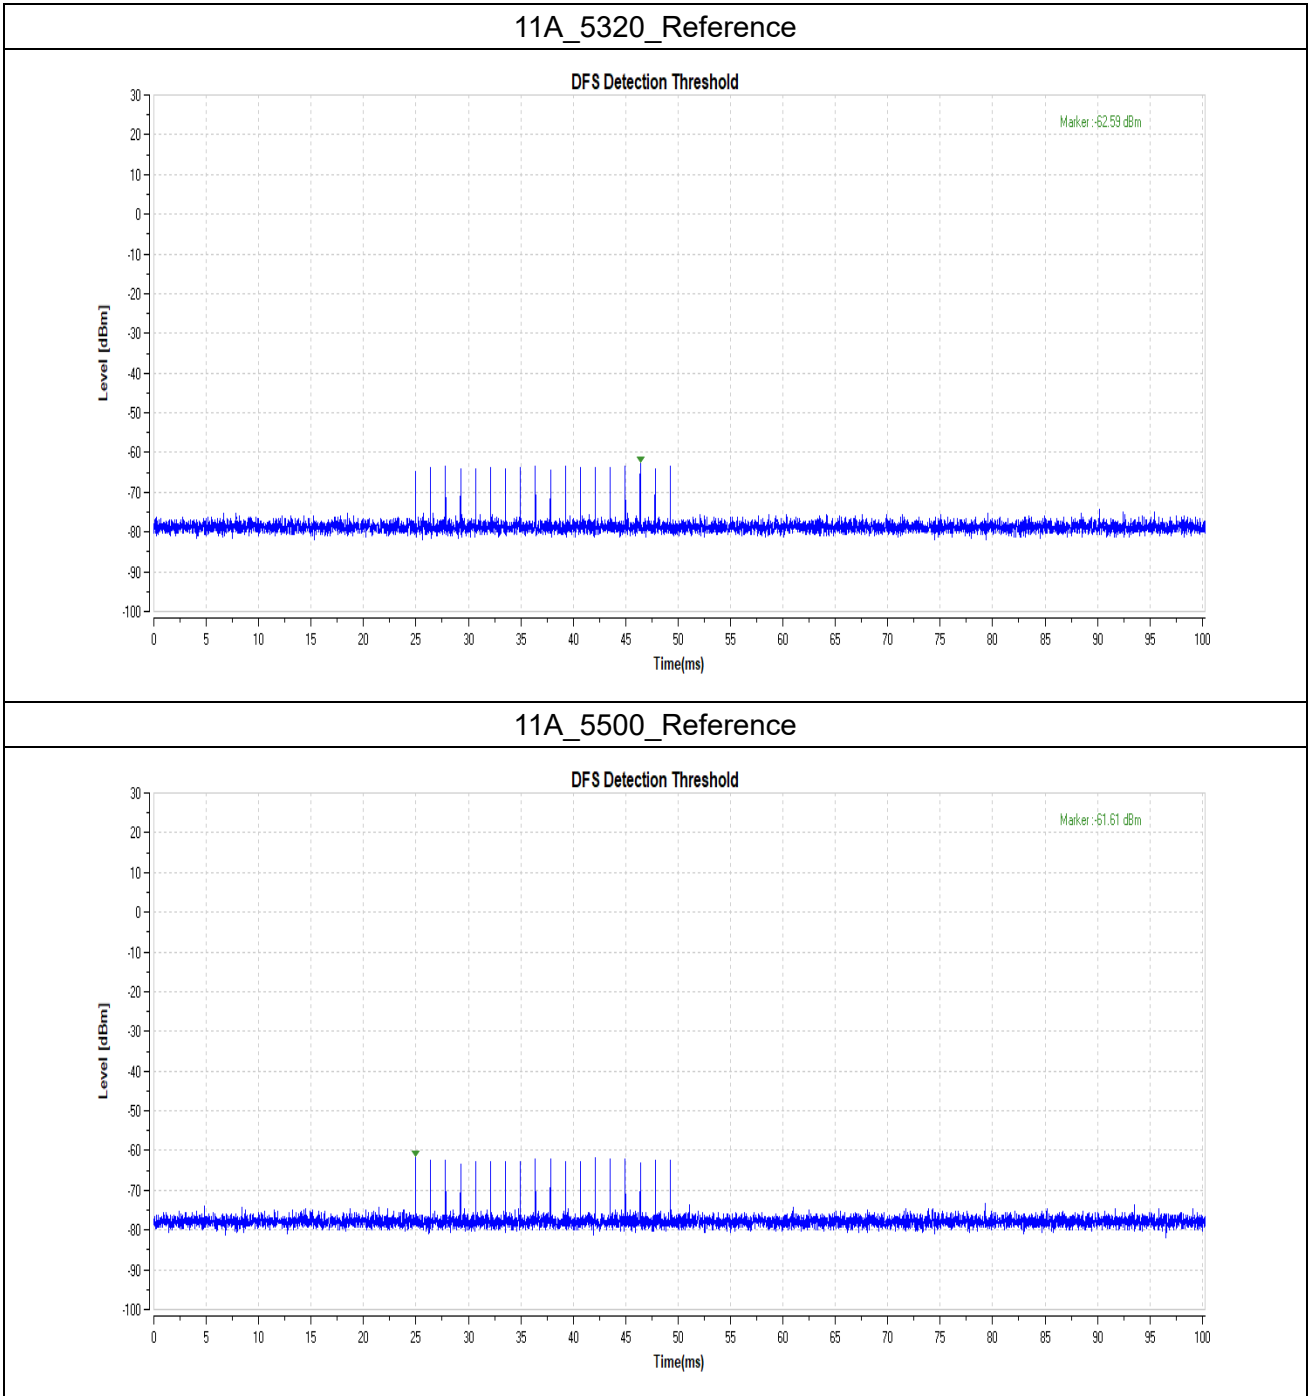 11A_5320_Reference
DFS Detection Threshold
Marker :-62.59 dBm
30
20
10
0
-10
-20
-30
-40
-50
-60
-70
-80
-90
-100
Level [dBm]
0 5 10 15 20 25 30 35 40 45 50 55 60 65 70 75 80 85 90 95 100
Time(ms)
11A_5500_Reference
DFS Detection Threshold
Marker :-61.61 dBm
30
20
10
0
-10
-20
-30
-40
-50
-60
-70
-80
-90
-100
Level [dBm]
0 5 10 15 20 25 30 35 40 45 50 55 60 65 70 75 80 85 90 95 100
Time(ms)